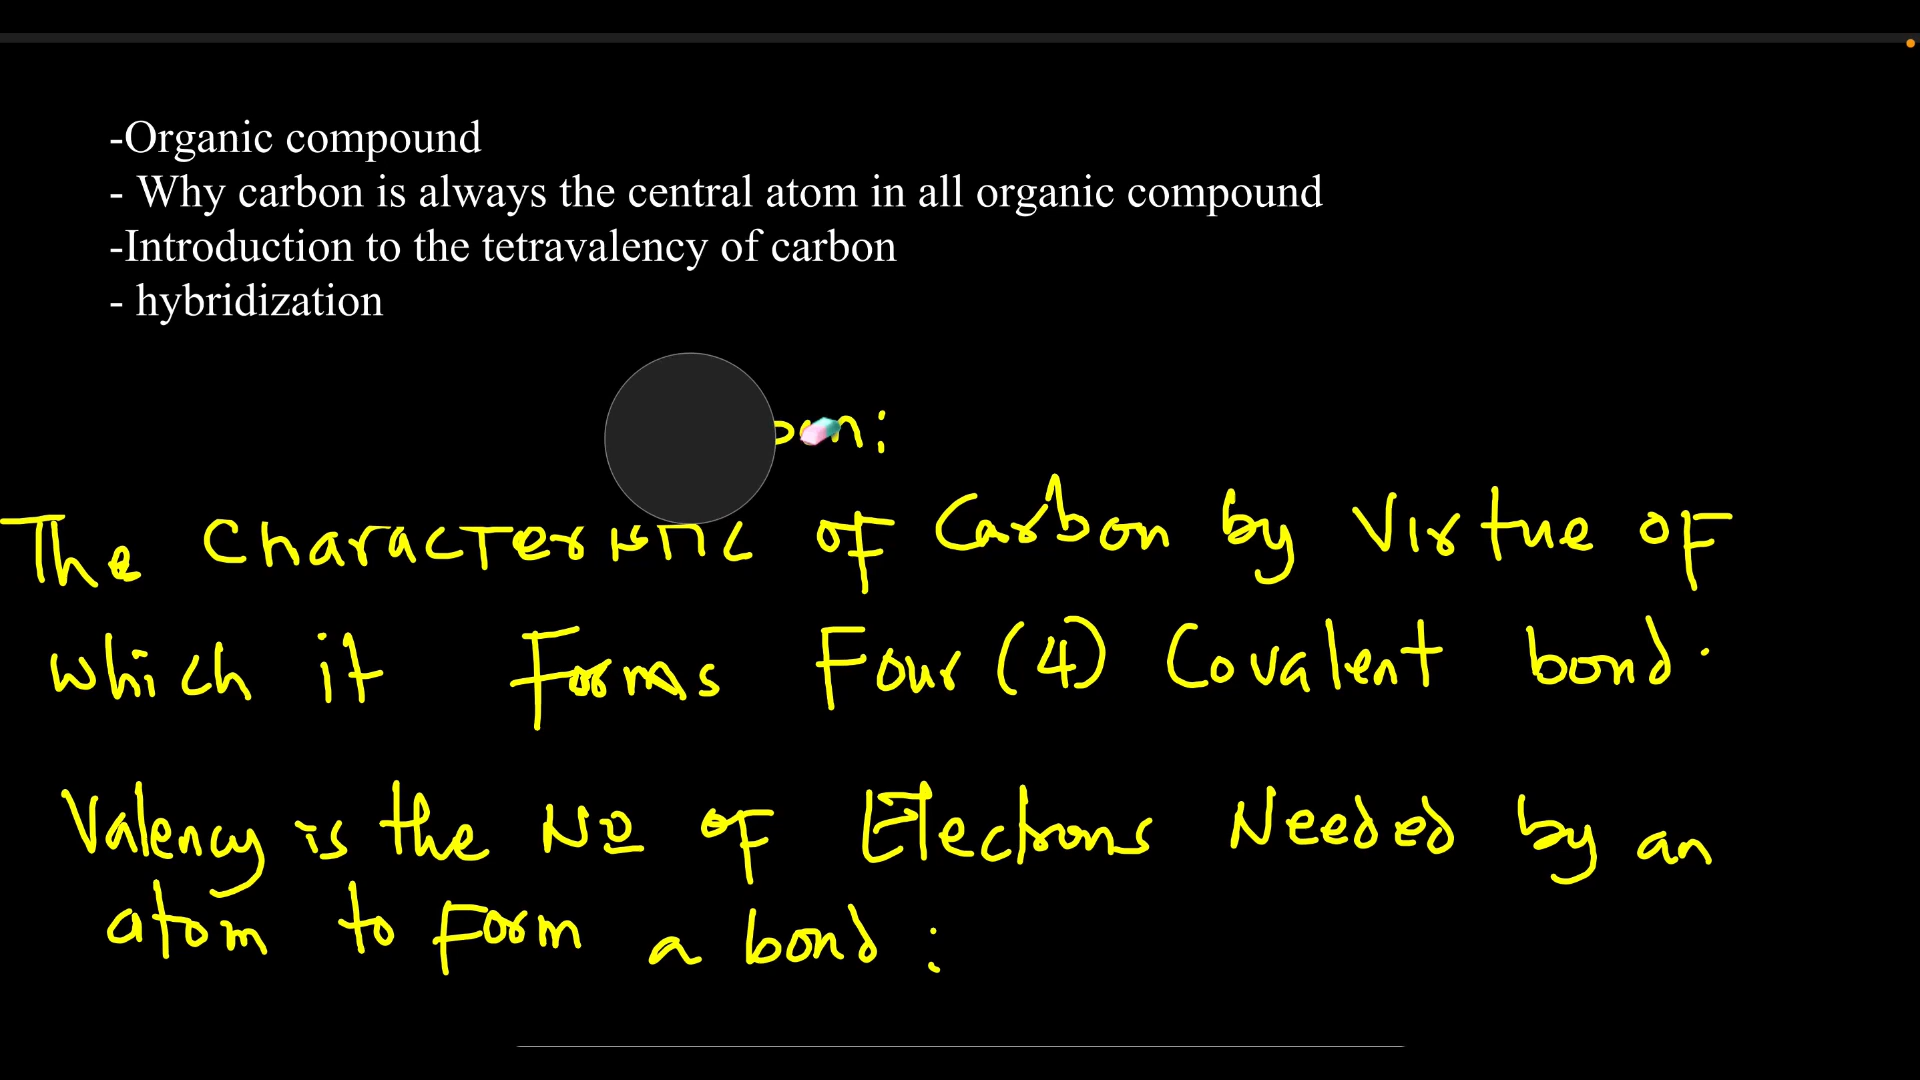 -Organic compound
- Why carbon is always the central atom in all organic compound
-Introduction to the tetravalency of carbon
- hybridization
The Characteristic of Carbon by Virtue of
which it Forms Four (4) Covalent bond.
Valency is the No of Electrons Needed by an
atom to Form a bond :